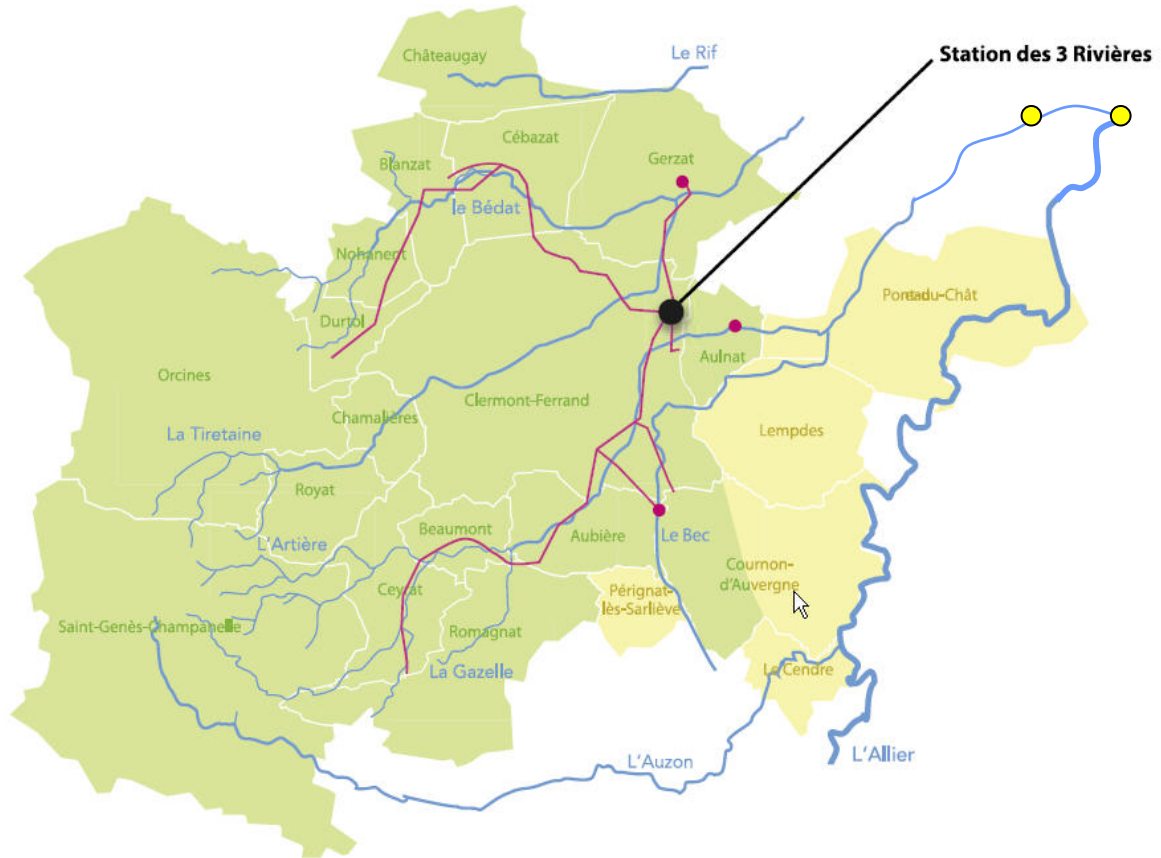 Châteaugay
Le Rif
Station des 3 Rivières
Cébazat
Gerzat
Blanzat
le Bédat
Nohanent
Durtol
Aulnat
Orcines
Clermont-Ferrand
Chamalières
La Tiretaine
Lempdes
Royat
Beaumont
Aubière
Le Bec
L'Artière
Cournon-
d'Auvergne
Ceyrat
Pérignat-
lès-Sarliève
Saint-Genès-Champanelle
Romagnat
La Gazelle
Le Cendre
L'Auzon
L'Allier